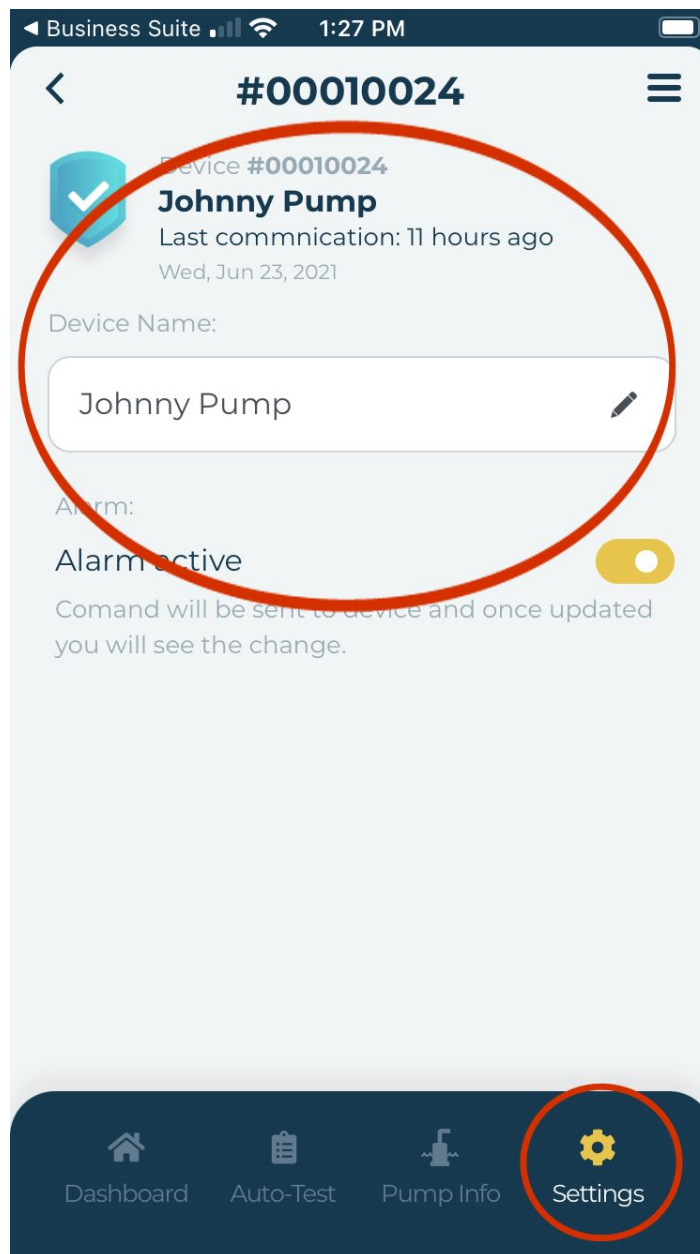 Business Suite 1:27 PM
#00010024
Device #00010024
Johnny Pump
Last commnication: 11 hours ago
Wed, Jun 23, 2021
Device Name:
Johnny Pump
Alarm:
Alarm active
Comand will be sent to device and once updated
you will see the change.
Dashboard Auto-Test Pump Info Settings